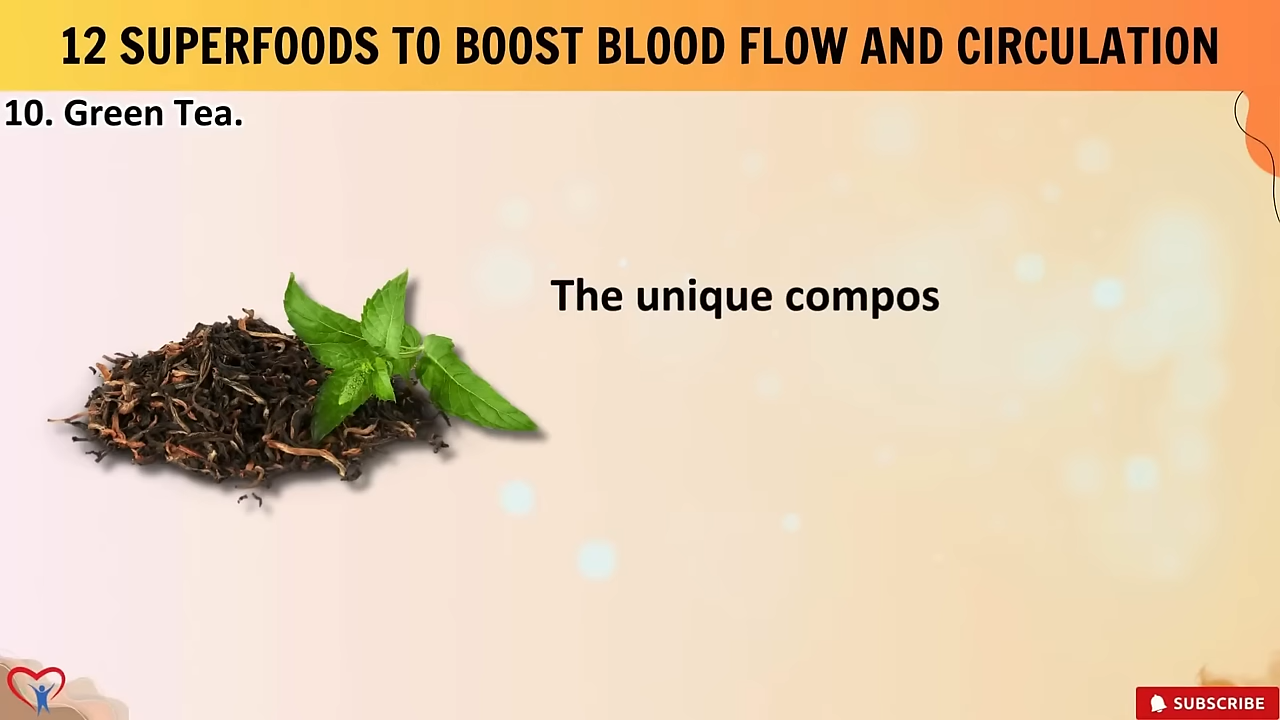 12 SUPERFOODS TO BOOST BLOOD FLOW AND CIRCULATION
10. Green Tea.
The unique compos
SUBSCRIBE